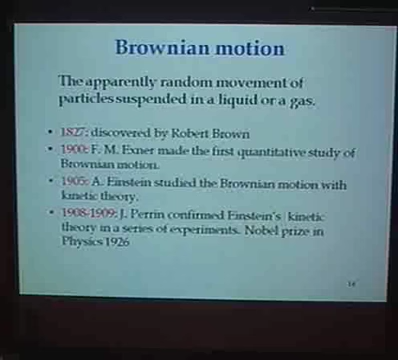 Brownian motion
The apparently random movement of
particles suspended in a liquid or a gas.
• 1827: discovered by Robert Brown
• 1900: F. M. Exner made the first quantitative study of
Brownian motion.
• 1905: A. Einstein studied the Brownian motion with
kinetic theory.
• 1908-1909: J. Perrin confirmed Einstein's kinetic
theory in a series of experiments. Nobel prize in
Physics 1926